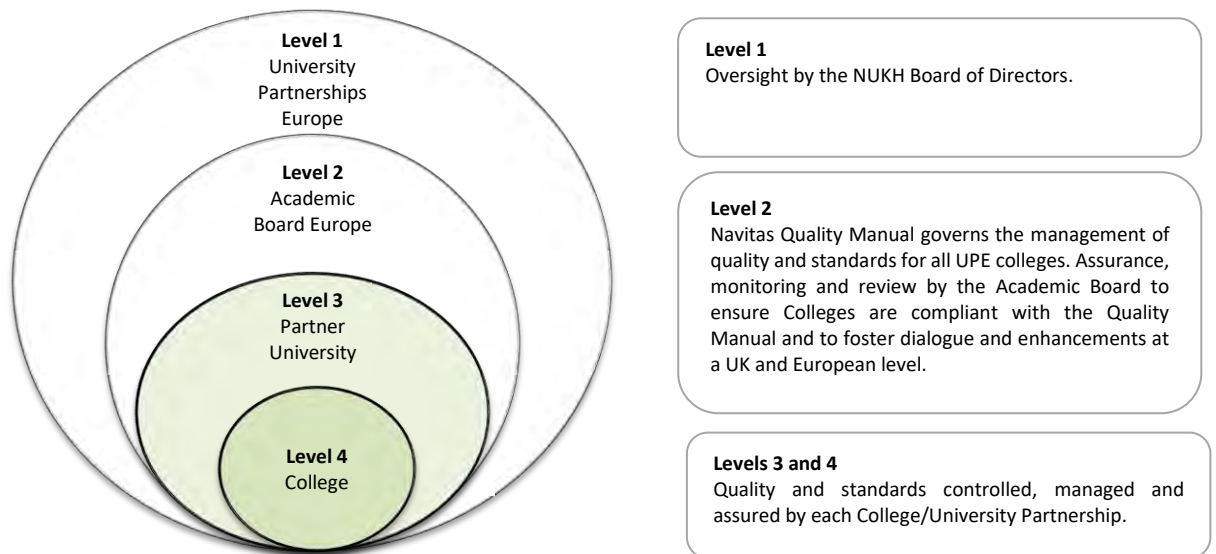 Level 1
University
Partnerships
Europe
Level 2
Academic
Board Europe
Level 3
Partner
University
Level 4
College
Level 1
Oversight by the NUKH Board of Directors.
Level 2
Navitas Quality Manual governs the management of
quality and standards for all UPE colleges. Assurance,
monitoring and review by the Academic Board to
ensure Colleges are compliant with the Quality
Manual and to foster dialogue and enhancements at
a UK and European level.
Levels 3 and 4
Quality and standards controlled, managed and
assured by each College/University Partnership.